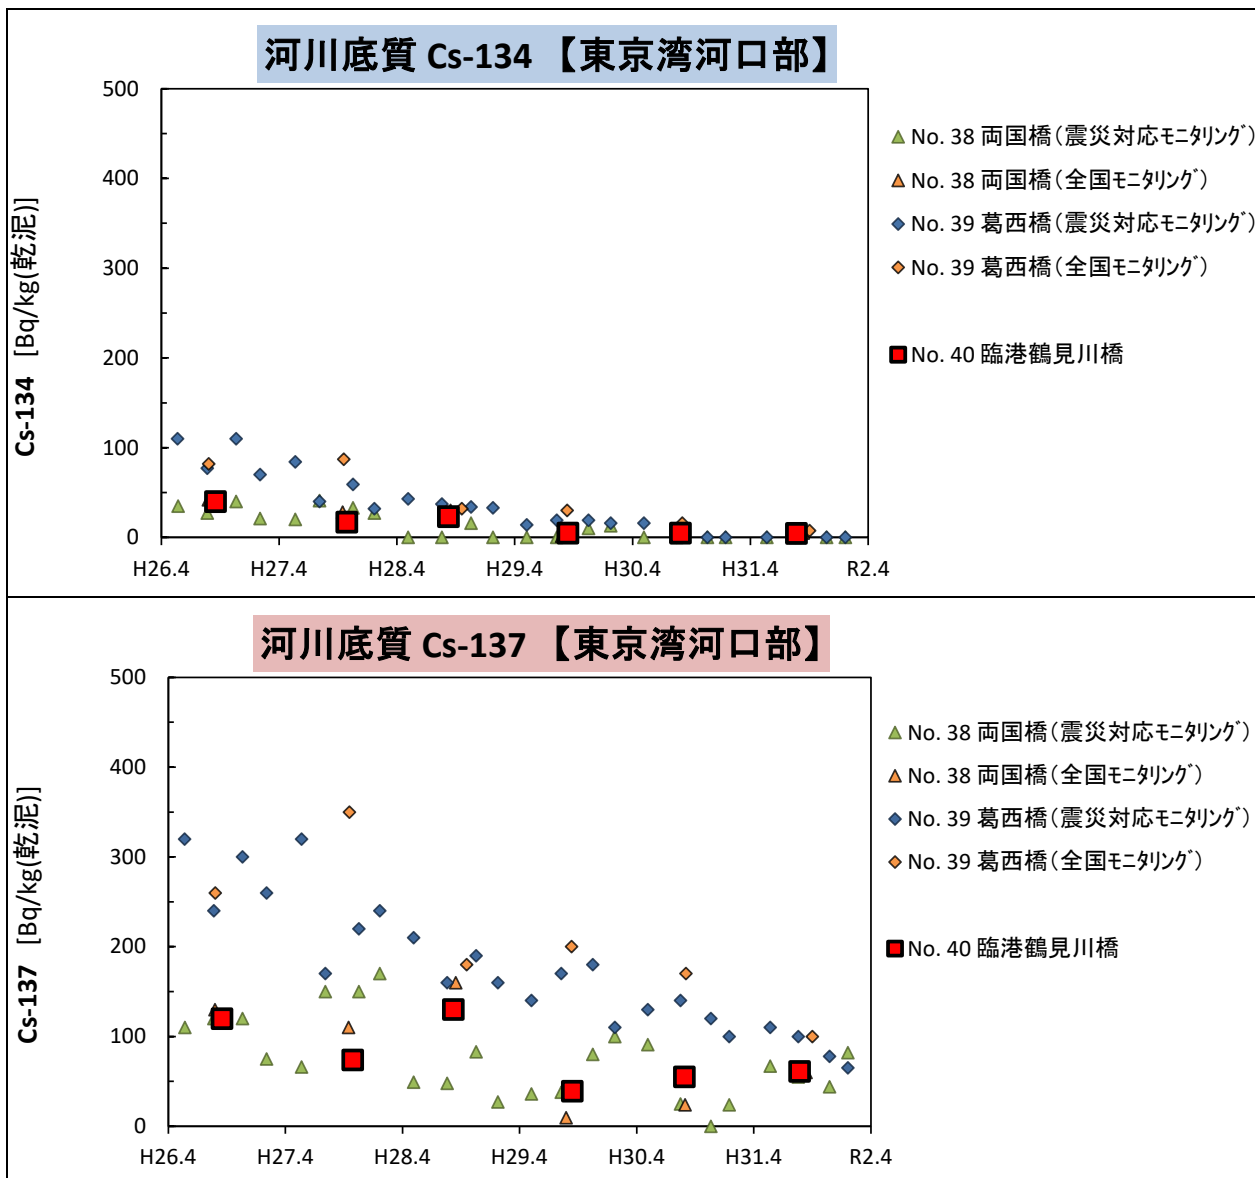 河川底質 Cs-134 【東京湾河口部】
Cs-134 [Bq/kg(乾泥)]
500
400
300
200
100
0
H26.4 H27.4 H28.4 H29.4 H30.4 H31.4 R2.4
No. 38 両国橋(震災対応ﾓﾆﾀﾘﾝｸﾞ)
No. 38 両国橋(全国ﾓﾆﾀﾘﾝｸﾞ)
No. 39 葛西橋(震災対応ﾓﾆﾀﾘﾝｸﾞ)
No. 39 葛西橋(全国ﾓﾆﾀﾘﾝｸﾞ)
No. 40 臨港鶴見川橋
河川底質 Cs-137 【東京湾河口部】
Cs-137 [Bq/kg(乾泥)]
500
400
300
200
100
0
H26.4 H27.4 H28.4 H29.4 H30.4 H31.4 R2.4
No. 38 両国橋(震災対応ﾓﾆﾀﾘﾝｸﾞ)
No. 38 両国橋(全国ﾓﾆﾀﾘﾝｸﾞ)
No. 39 葛西橋(震災対応ﾓﾆﾀﾘﾝｸﾞ)
No. 39 葛西橋(全国ﾓﾆﾀﾘﾝｸﾞ)
No. 40 臨港鶴見川橋